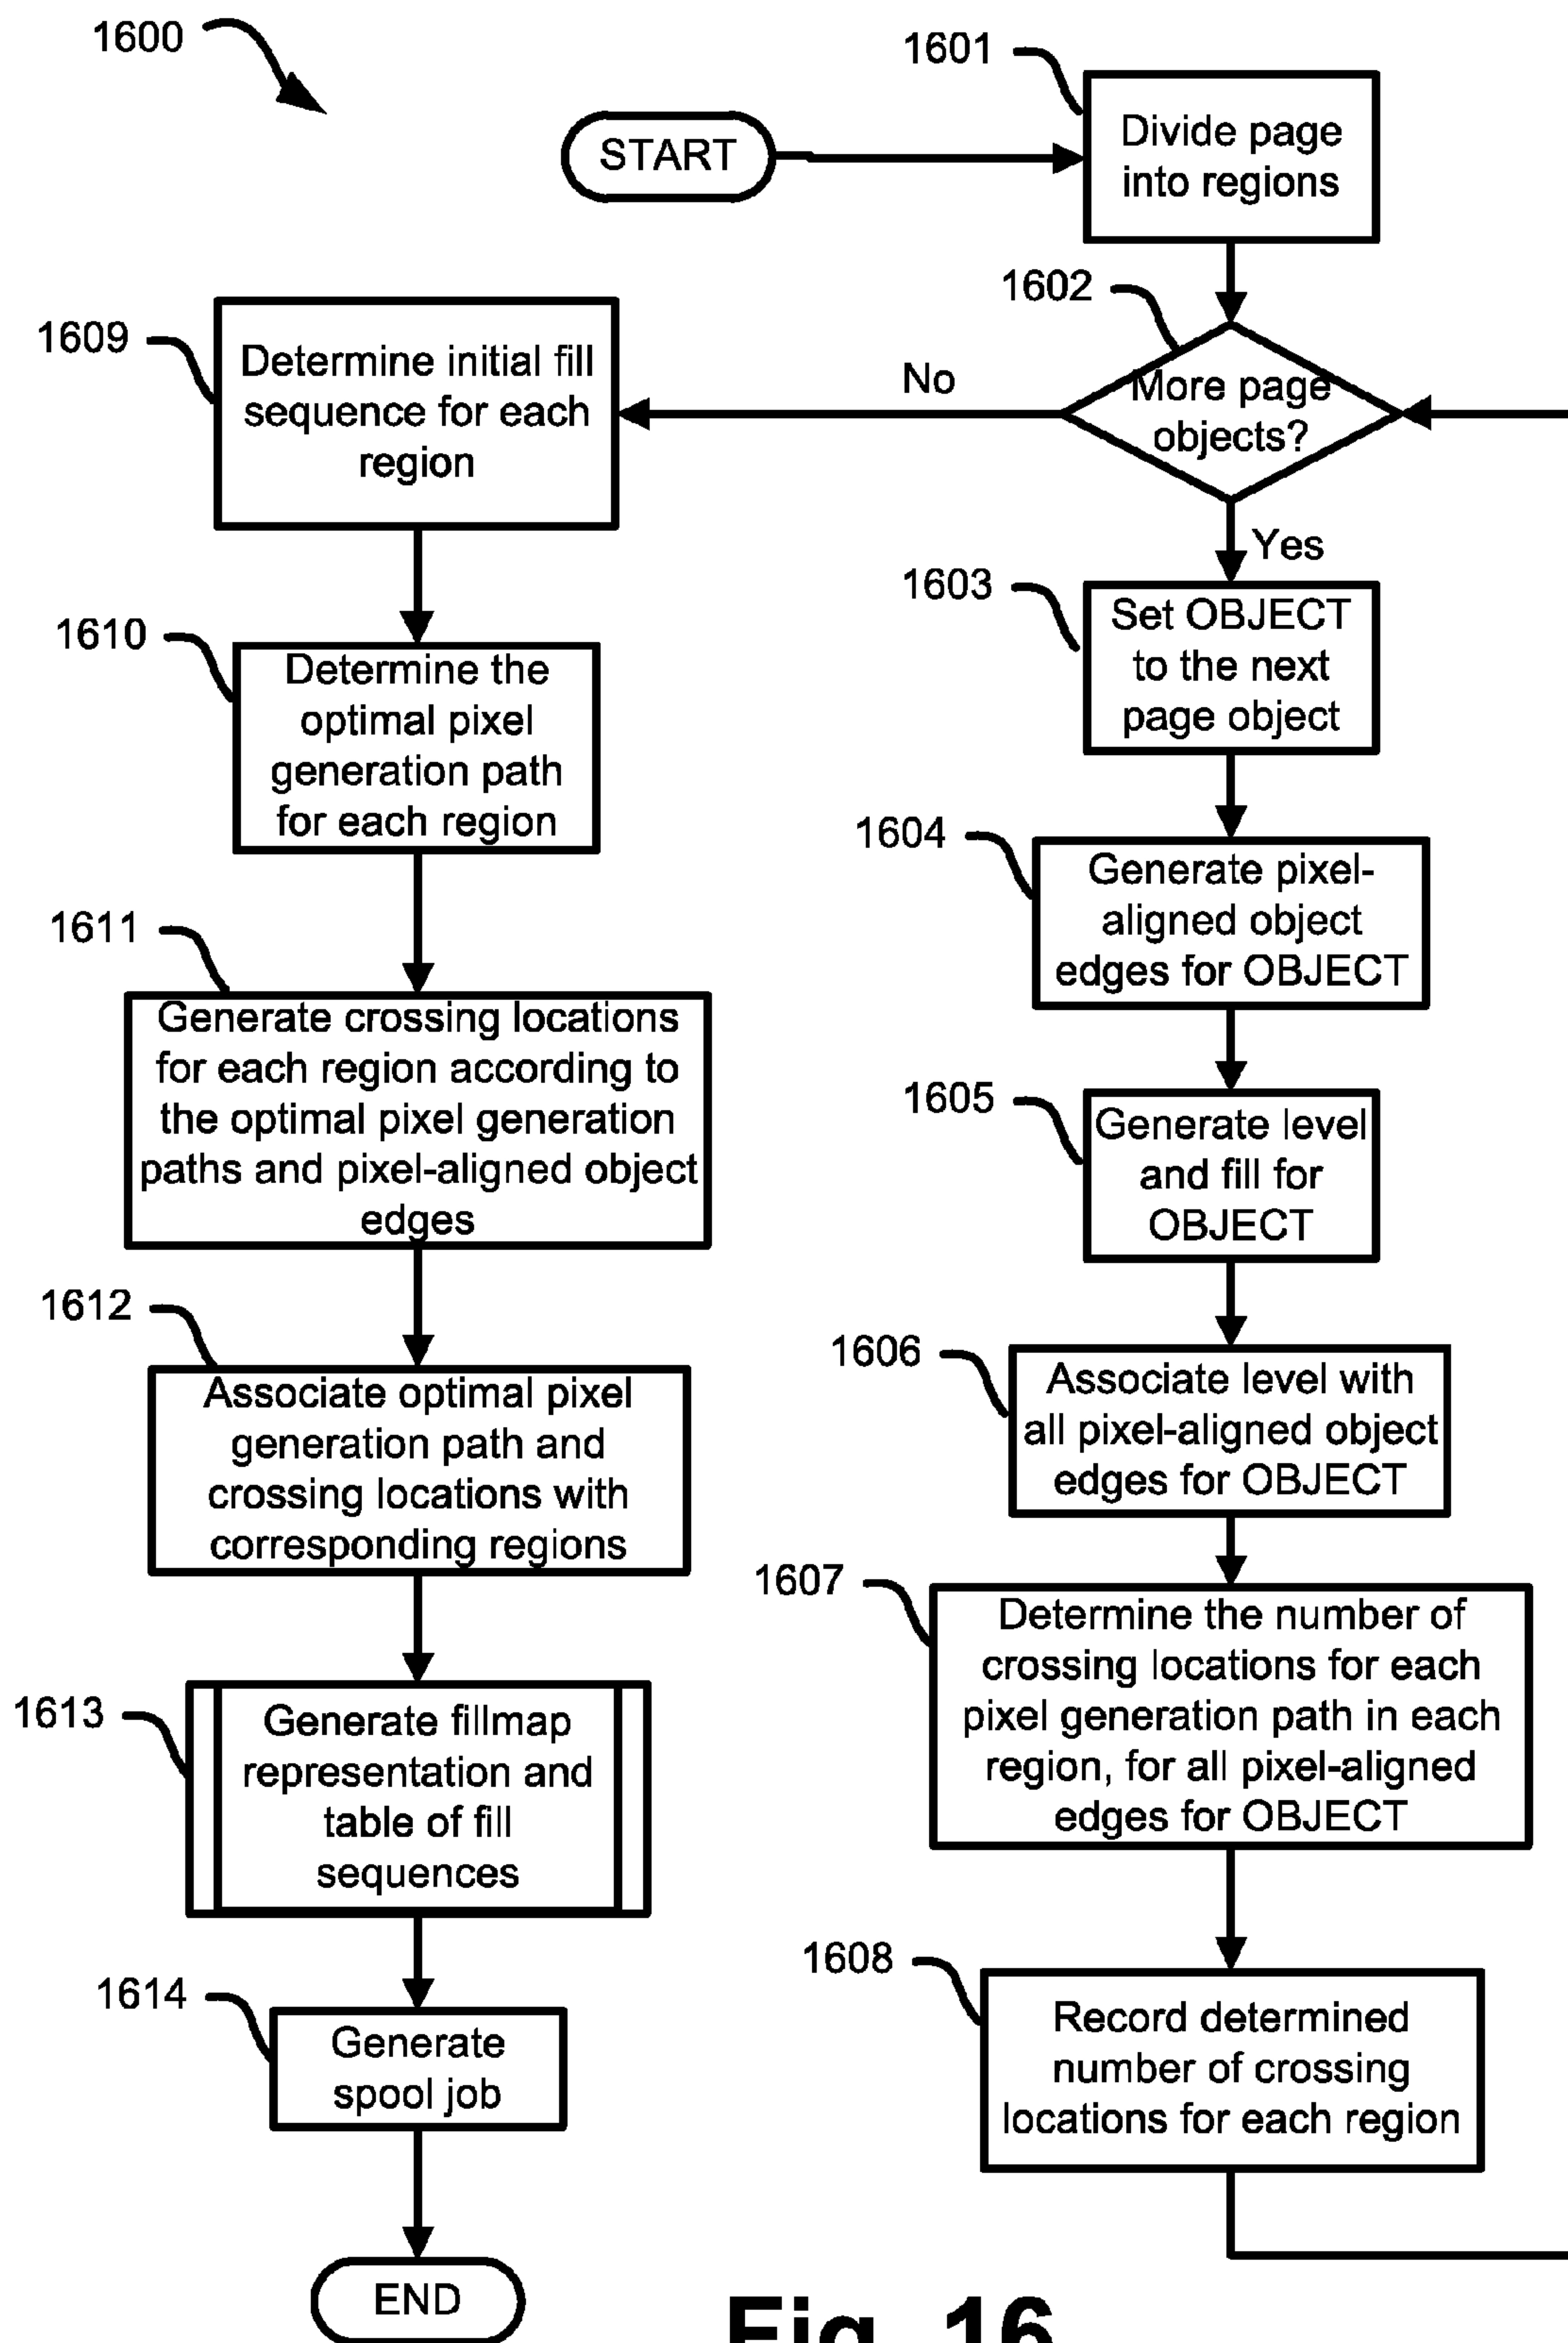 1600
1601
START
Divide page
into regions
1602
More page
objects?
No
Yes
1603
Set OBJECT
to the next
page object
1604
Generate pixel-
aligned object
edges for OBJECT
1605
Generate level
and fill for
OBJECT
1606
Associate level with
all pixel-aligned object
edges for OBJECT
1607
Determine the number of
crossing locations for each
pixel generation path in each
region, for all pixel-aligned
edges for OBJECT
1608
Record determined
number of crossing
locations for each region
1609
Determine initial fill
sequence for each
region
1610
Determine the
optimal pixel
generation path
for each region
1611
Generate crossing locations
for each region according to
the optimal pixel generation
paths and pixel-aligned object
edges
1612
Associate optimal pixel
generation path and
crossing locations with
corresponding regions
1613
Generate fillmap
representation and
table of fill
sequences
1614
Generate
spool job
END
Fig. 16